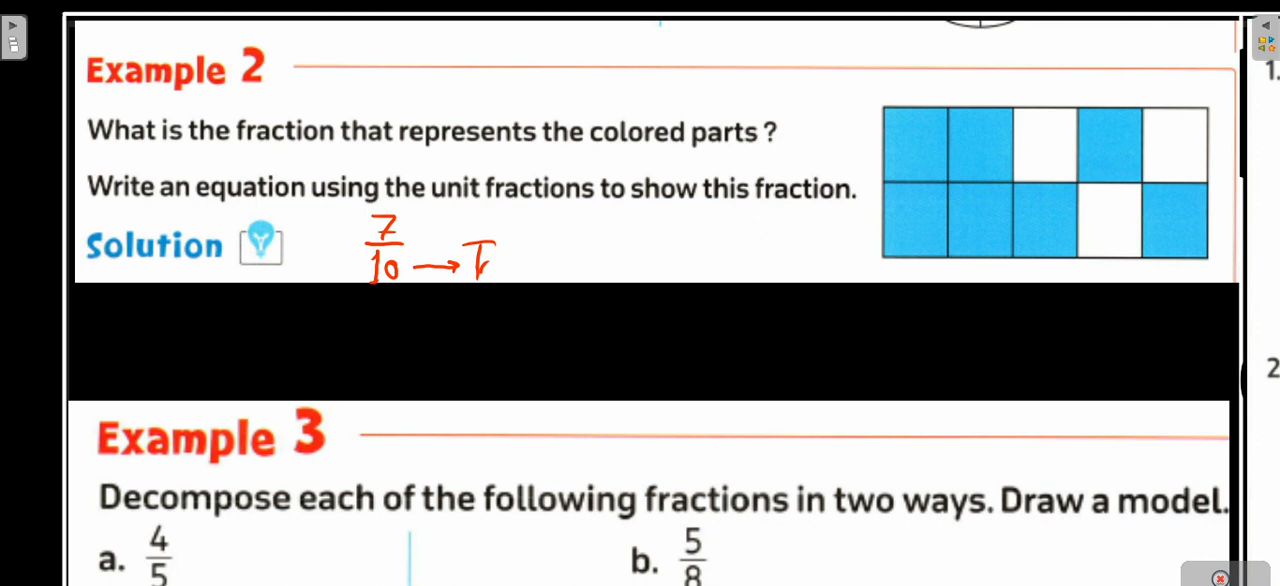 Example 2
What is the fraction that represents the colored parts ?
Write an equation using the unit fractions to show this fraction.
Solution
7/10 → T
1.
2
Example 3
Decompose each of the following fractions in two ways. Draw a model.
a. 4/5
b. 5/8